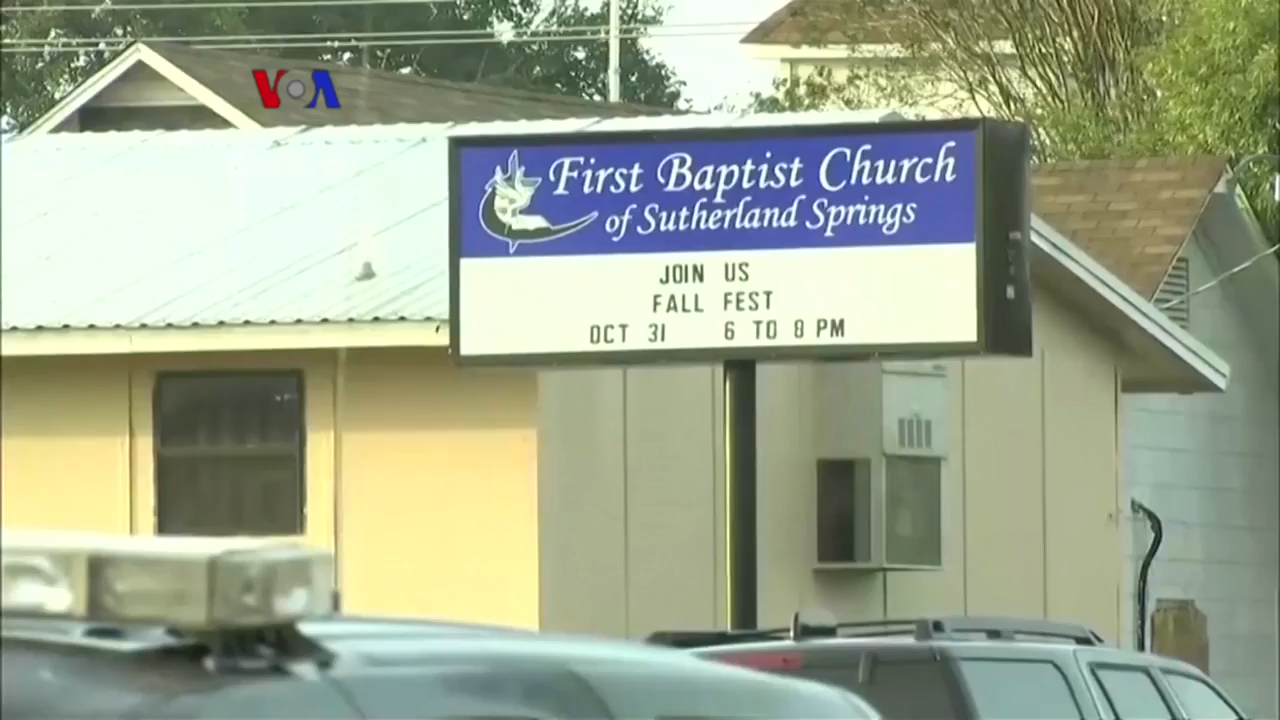 VOA
First Baptist Church
of Sutherland Springs
JOIN US
FALL FEST
OCT 31 6 TO 8 PM